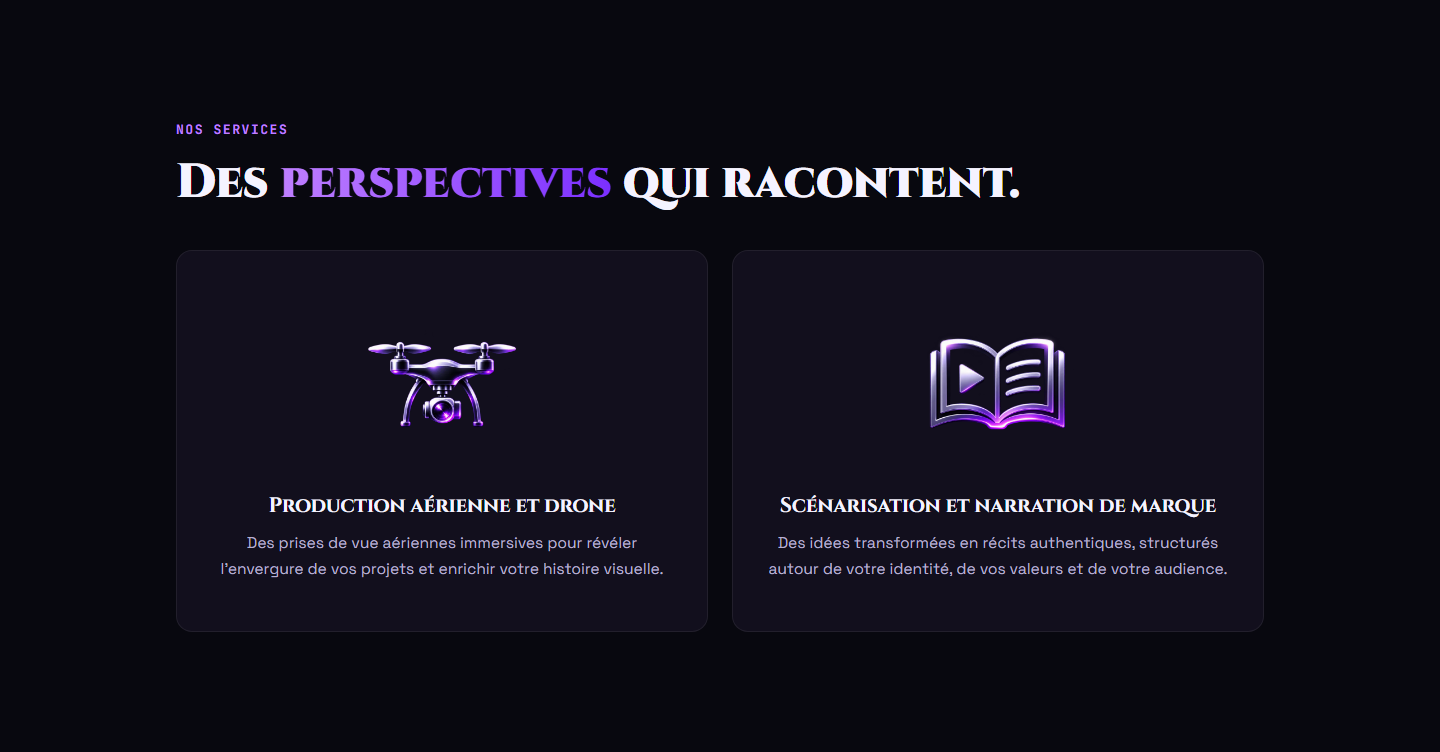 NOS SERVICES
Des perspectives qui racontent.
Production aérienne et drone
Des prises de vue aériennes immersives pour révéler
l'envergure de vos projets et enrichir votre histoire visuelle.
Scénarisation et narration de marque
Des idées transformées en récits authentiques, structurés
autour de votre identité, de vos valeurs et de votre audience.